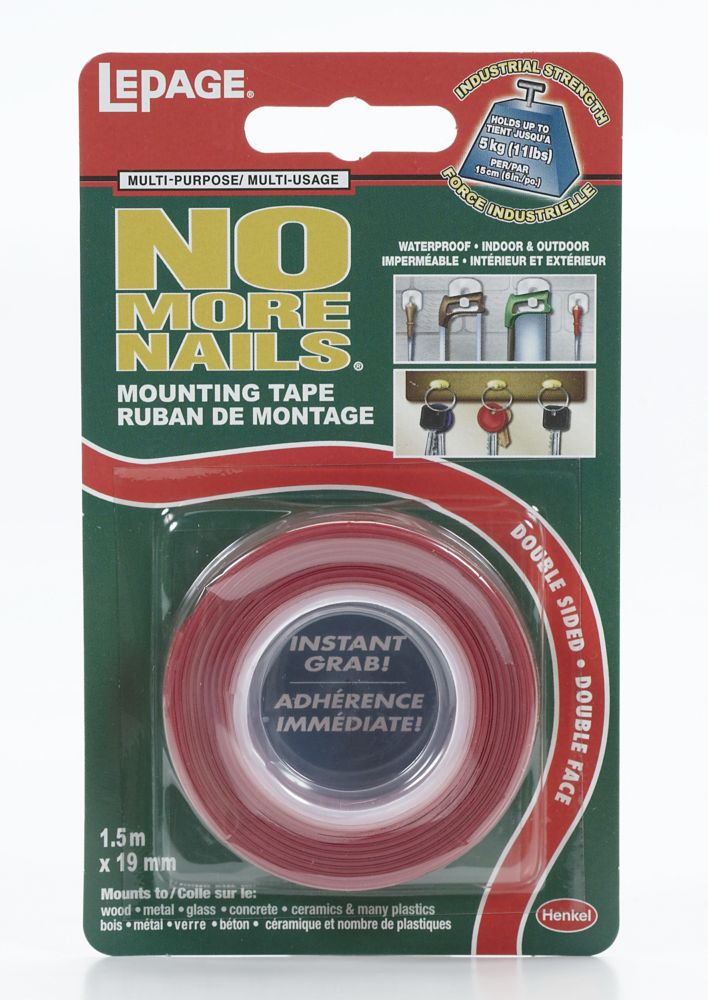 LEPAGE®
INDUSTRIAL STRENGTH
HOLDS UP TO
TIENT JUSQU'A
5 kg (11lbs)
PER/PAR
15 cm (6in./po.)
FORCE INDUSTRIELLE
MULTI-PURPOSE/ MULTI-USAGE
NO
MORE
NAILS®
MOUNTING TAPE
RUBAN DE MONTAGE
WATERPROOF • INDOOR & OUTDOOR
IMPERMÉABLE • INTÉRIEUR ET EXTÉRIEUR
DOUBLE SIDED • DOUBLE FACE
INSTANT
GRAB!
ADHÉRENCE
IMMÉDIATE!
1.5 m
x 19 mm
Mounts to/Colle sur le:
wood • metal • glass • concrete • ceramics & many plastics
bois • métal • verre • béton • céramique et nombre de plastiques
Henkel